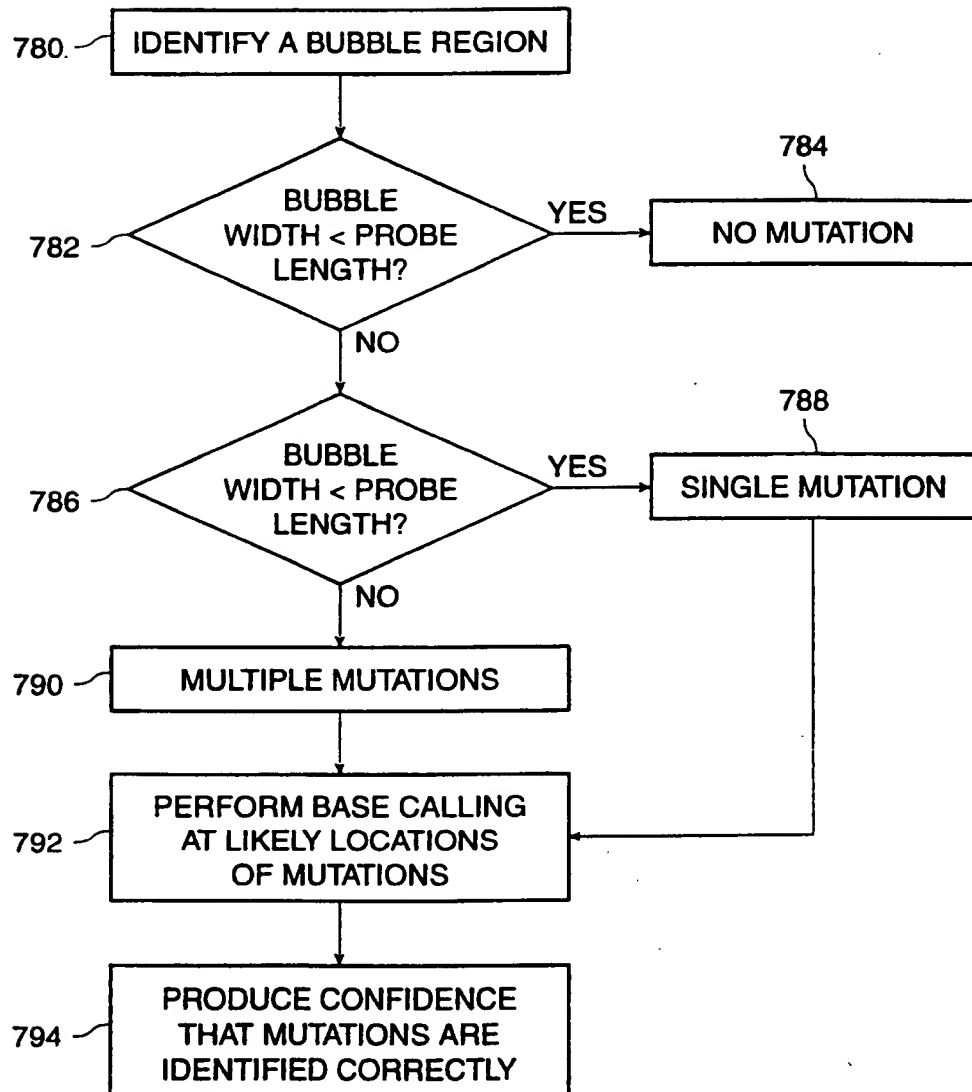 780.
IDENTIFY A BUBBLE REGION
782
BUBBLE
WIDTH < PROBE
LENGTH?
YES
784
NO MUTATION
NO
786
BUBBLE
WIDTH < PROBE
LENGTH?
YES
788
SINGLE MUTATION
NO
790
MULTIPLE MUTATIONS
792
PERFORM BASE CALLING
AT LIKELY LOCATIONS
OF MUTATIONS
794
PRODUCE CONFIDENCE
THAT MUTATIONS ARE
IDENTIFIED CORRECTLY